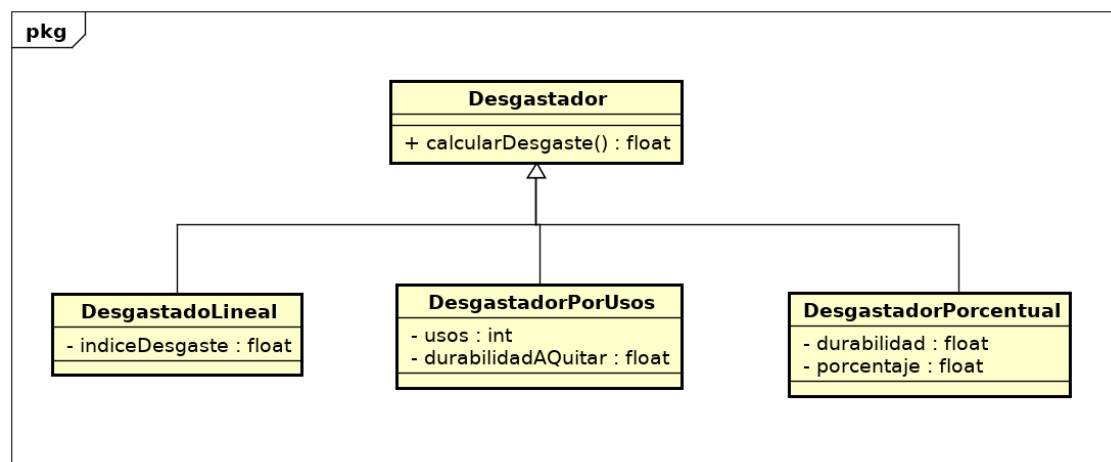 pkg
Desgastador
+ calcularDesgaste() : float
DesgastadoLineal
- indiceDesgaste : float
DesgastadorPorUsos
- usos : int
- durabilidadAQuitar : float
DesgastadorPorcentual
- durabilidad : float
- porcentaje : float